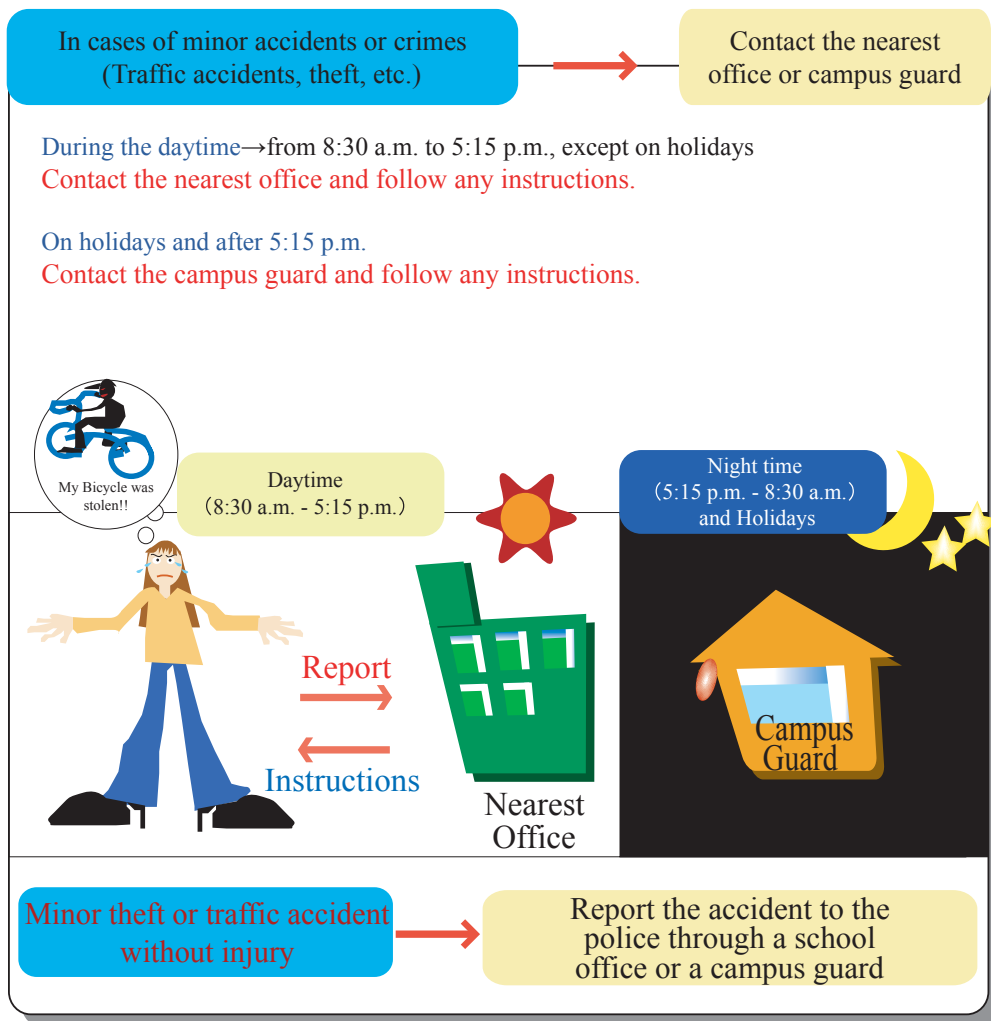 In cases of minor accidents or crimes
(Traffic accidents, theft, etc.)
Contact the nearest
office or campus guard
During the daytime→from 8:30 a.m. to 5:15 p.m., except on holidays
Contact the nearest office and follow any instructions.
On holidays and after 5:15 p.m.
Contact the campus guard and follow any instructions.
My Bicycle was
stolen!!
Daytime
（8:30 a.m. - 5:15 p.m.）
Night time
（5:15 p.m. - 8:30 a.m.）
and Holidays
Report
Instructions
Nearest
Office
Campus
Guard
Minor theft or traffic accident
without injury
Report the accident to the
police through a school
office or a campus guard